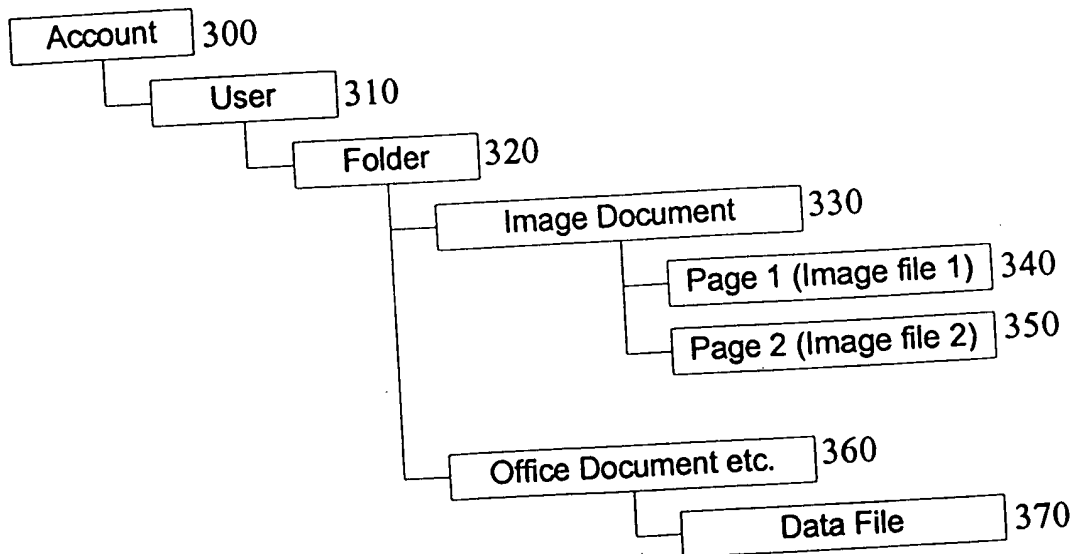 Account 300
User 310
Folder 320
Image Document 330
Page 1 (Image file 1) 340
Page 2 (Image file 2) 350
Office Document etc. 360
Data File 370